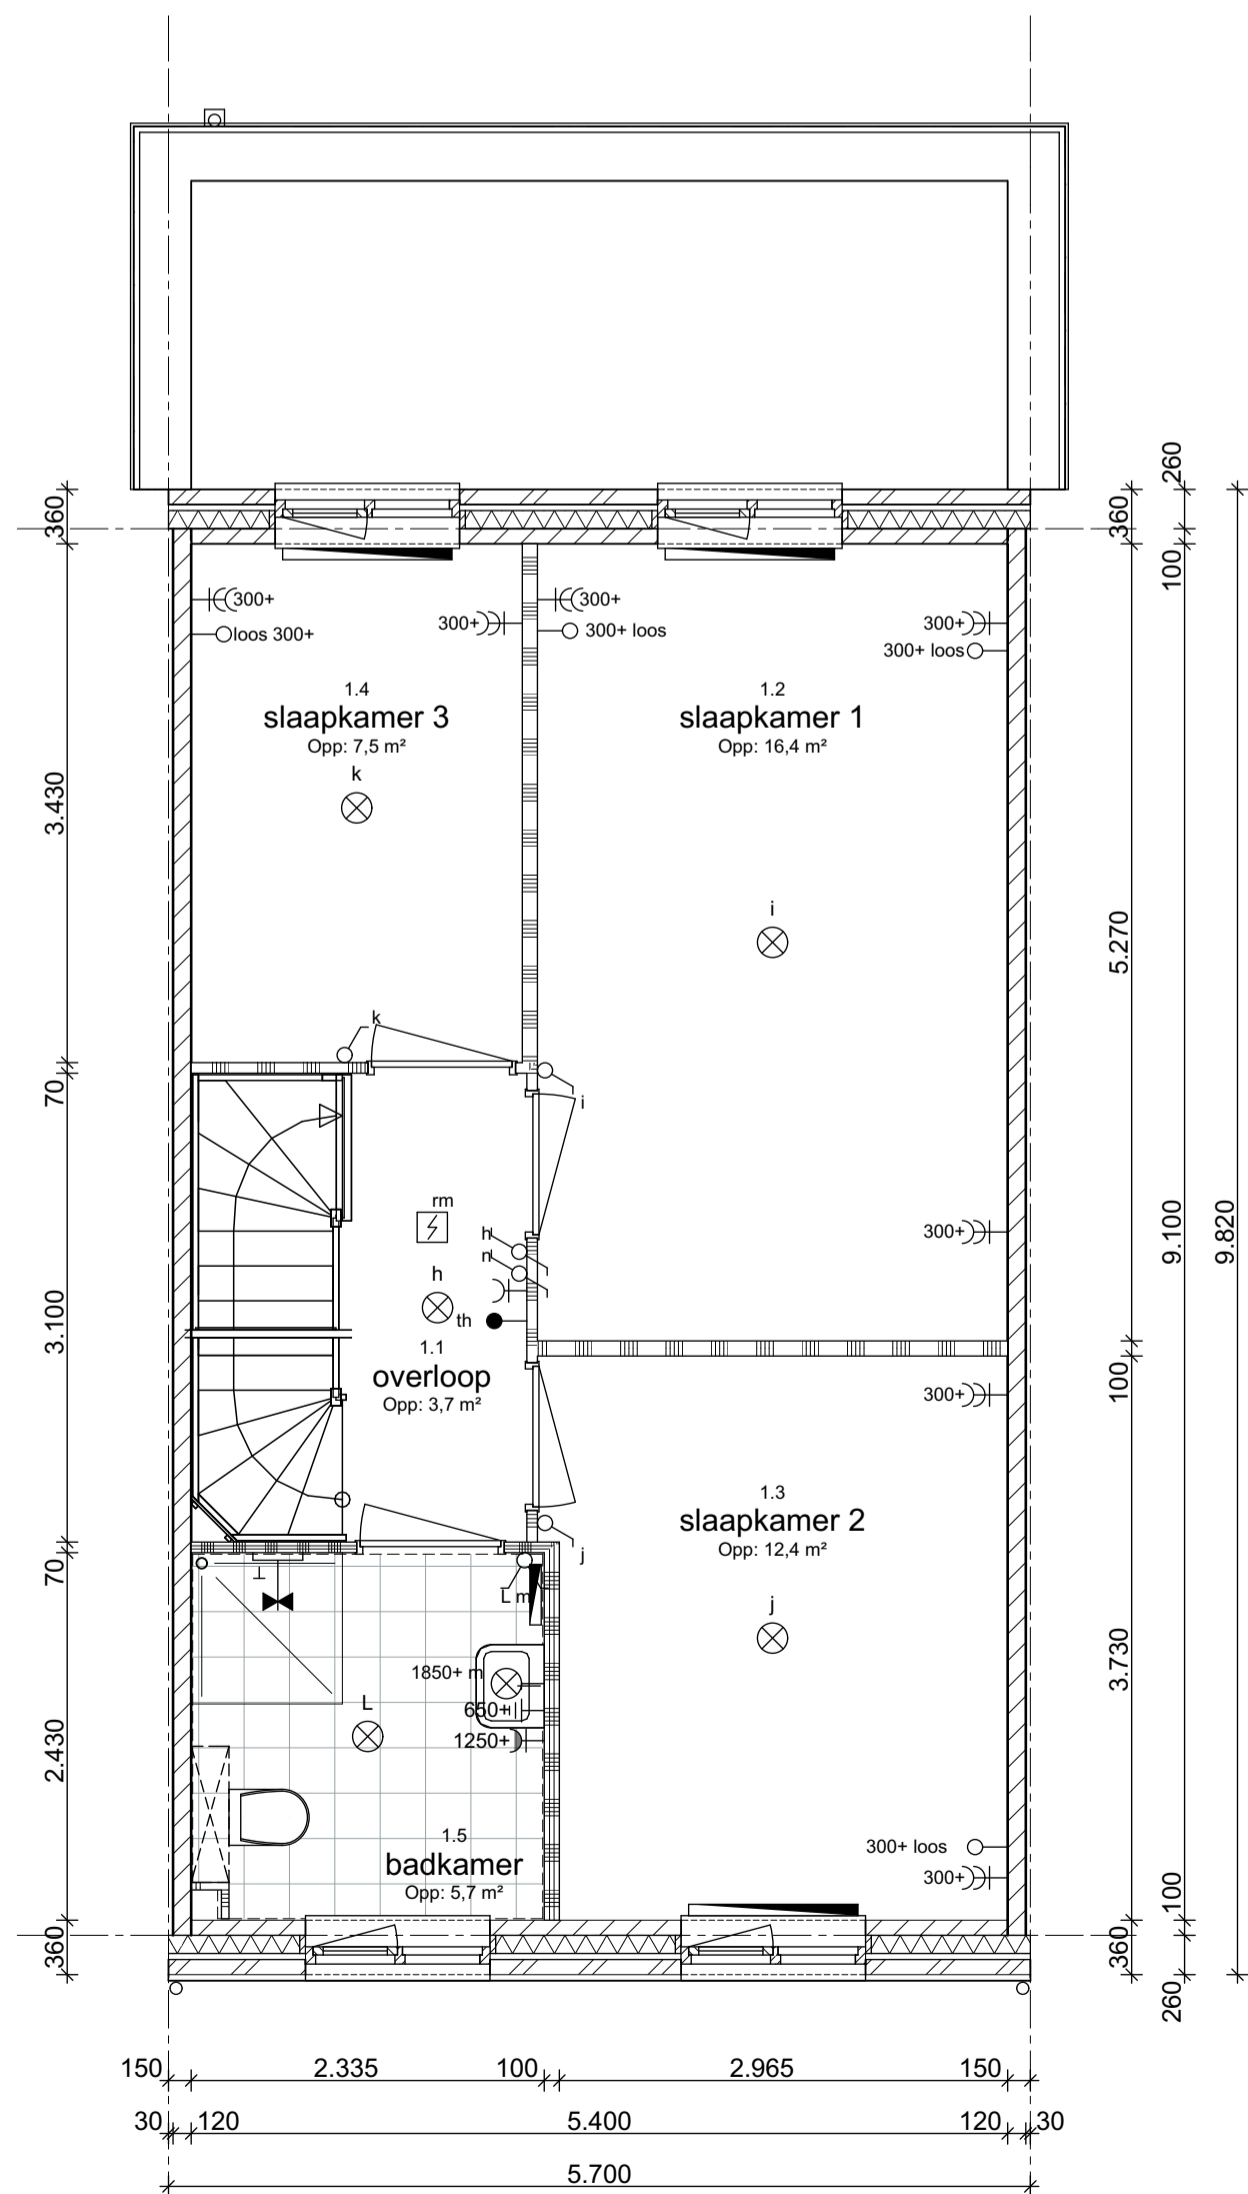 260
360
360
100
300+
300+
300+
300+
loos 300+
300+ loos
300+ loos
1.4
slaapkamer 3
Opp: 7,5 m²
k
1.2
slaapkamer 1
Opp: 16,4 m²
3.430
i
5.270
k
i
70
rm
h
n
h
th
300+
9.100
9.820
3.100
1.1
overloop
Opp: 3,7 m²
100
300+
1.3
slaapkamer 2
Opp: 12,4 m²
j
70
L m
j
3.730
1850+ m
650+
1250+
L
2.430
1.5
badkamer
Opp: 5,7 m²
300+ loos
300+
100
360
360
260
150
2.335
100
2.965
150
30
120
5.400
120
30
5.700